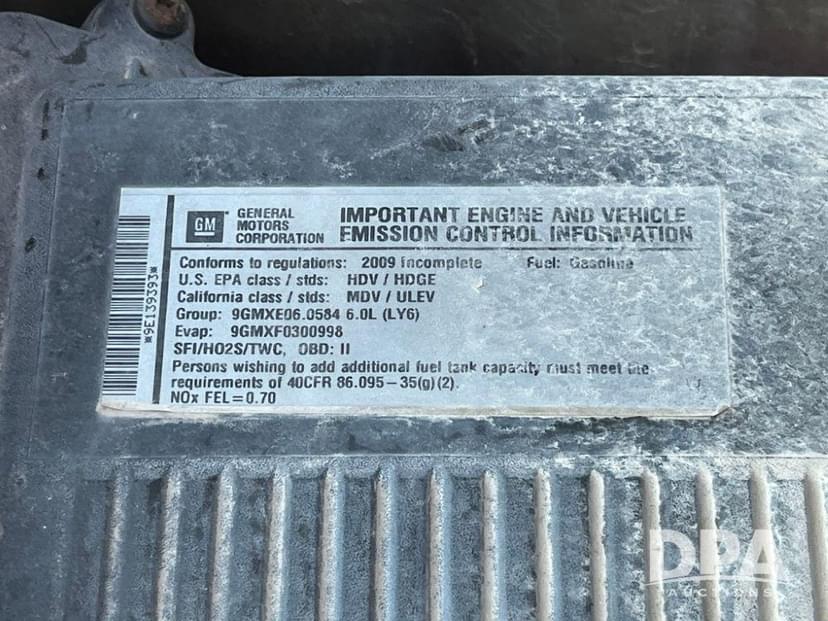 GM
GENERAL
MOTORS
CORPORATION
IMPORTANT ENGINE AND VEHICLE
EMISSION CONTROL INFORMATION
Conforms to regulations: 2009 Incomplete Fuel: Gasoline
U.S. EPA class / stds: HDV / HDGE
California class / stds: MDV / ULEV
Group: 9GMXE06.0584 6.0L (LY6)
Evap: 9GMXF0300998
SFI/HO2S/TWC, OBD: II
Persons wishing to add additional fuel tank capacity must meet the
requirements of 40CFR 86.095-35(g)(2).
NOx FEL=0.70
*9E139393*
DPA
AUCTIONS